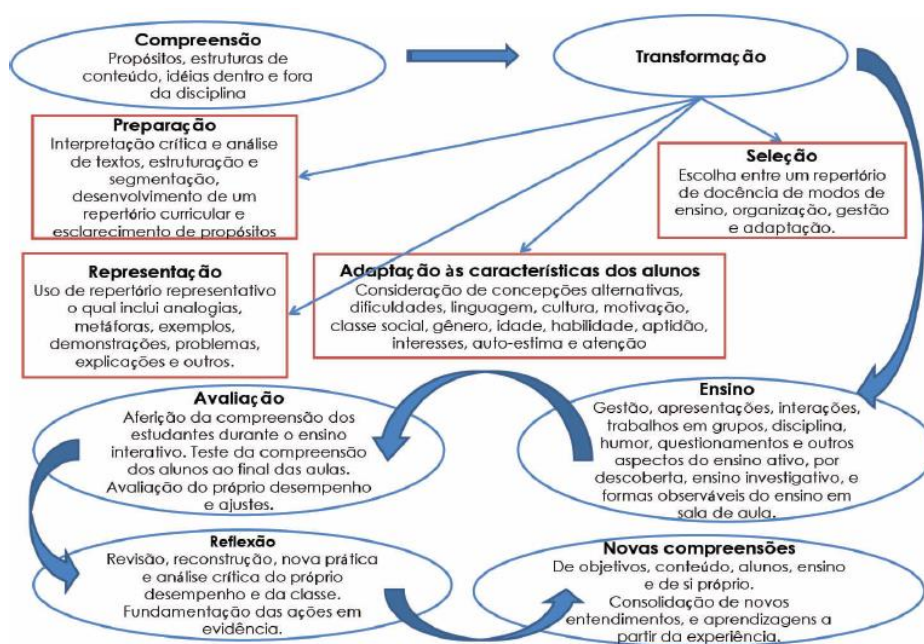 Compreensão
Propósitos, estruturas de
conteúdo, idéias dentro e fora
da disciplina
Transformação
Preparação
Interpretação crítica e análise
de textos, estruturação e
segmentação,
desenvolvimento de um
repertório curricular e
esclarecimento de propósitos
Seleção
Escolha entre um repertório
de docência de modos de
ensino, organização, gestão
e adaptação.
Representação
Uso de repertório representativo
o qual inclui analogias,
metáforas, exemplos,
demonstrações, problemas,
explicações e outros.
Adaptação às características dos alunos
Consideração de concepções alternativas,
dificuldades, linguagem, cultura, motivação,
classe social, gênero, idade, habilidade, aptidão,
interesses, auto-estima e atenção
Avaliação
Aferição da compreensão dos
estudantes durante o ensino
interativo. Teste da compreensão
dos alunos ao final das aulas.
Avaliação do próprio desempenho
e ajustes.
Ensino
Gestão, apresentações, interações,
trabalhos em grupos, disciplina,
humor, questionamentos e outros
aspectos do ensino ativo, por
descoberta, ensino investigativo, e
formas observáveis do ensino em
sala de aula.
Reflexão
Revisão, reconstrução, nova prática
e análise crítica do próprio
desempenho e da classe.
Fundamentação das ações em
evidência.
Novas compreensões
De objetivos, conteúdo, alunos, ensino
e de si próprio.
Consolidação de novos
entendimentos, e aprendizagens a
partir da experiência.